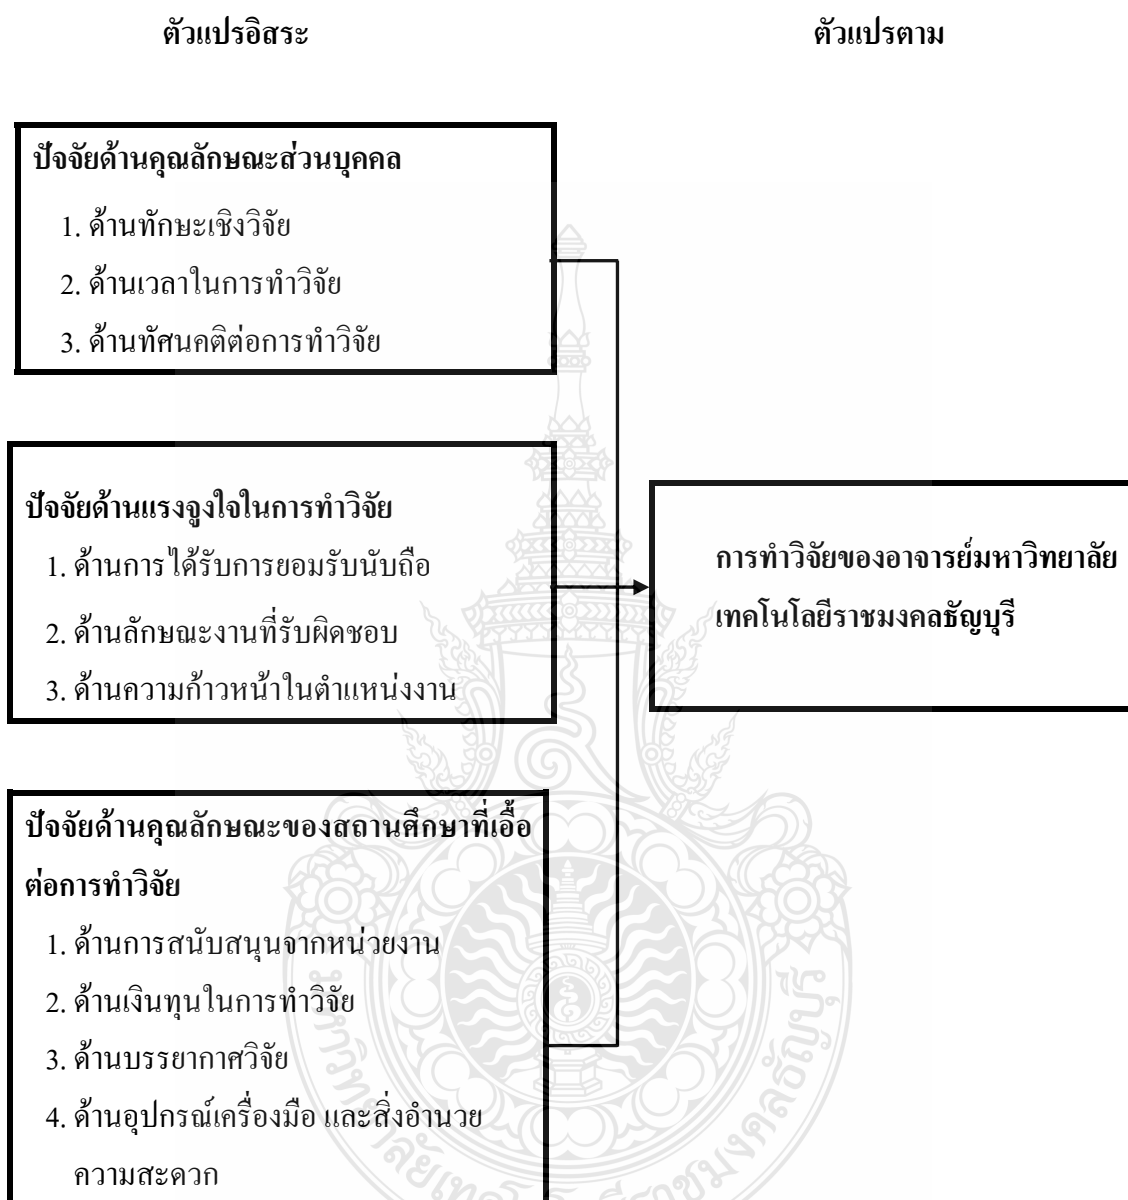 ตัวแปรอิสระ
ตัวแปรตาม
ปัจจัยด้านคุณลักษณะส่วนบุคคล
1. ด้านทักษะเชิงวิจัย
2. ด้านเวลาในการทำวิจัย
3. ด้านทัศนคติต่อการทำวิจัย
ปัจจัยด้านแรงจูงใจในการทำวิจัย
1. ด้านการได้รับการยอมรับนับถือ
2. ด้านลักษณะงานที่รับผิดชอบ
3. ด้านความก้าวหน้าในตำแหน่งงาน
การทำวิจัยของอาจารย์มหาวิทยาลัย
เทคโนโลยีราชมงคลธัญบุรี
ปัจจัยด้านคุณลักษณะของสถานศึกษาที่เอื้อ
ต่อการทำวิจัย
1. ด้านการสนับสนุนจากหน่วยงาน
2. ด้านเงินทุนในการทำวิจัย
3. ด้านบรรยากาศวิจัย
4. ด้านอุปกรณ์เครื่องมือ และสิ่งอำนวย
ความสะดวก